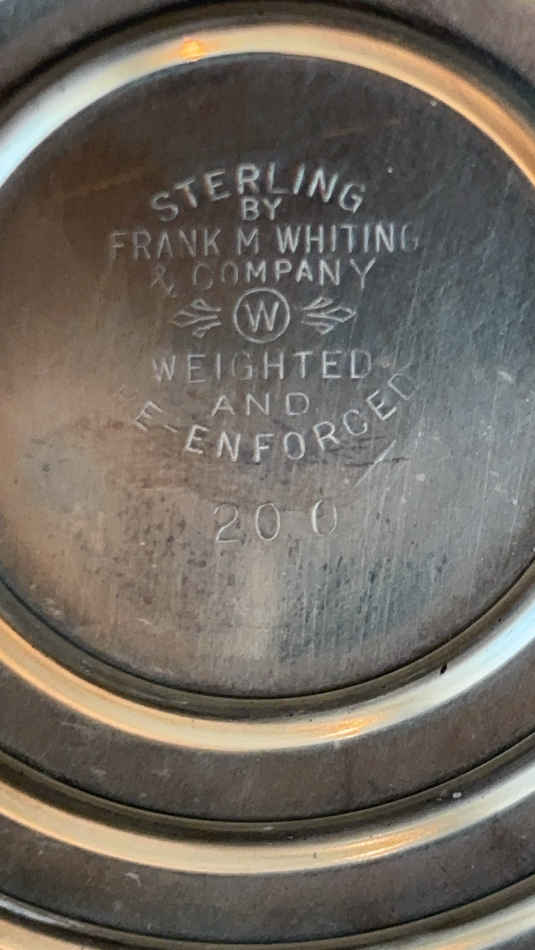 STERLING
BY
FRANK M WHITING
& COMPANY
W
WEIGHTED
AND
RE-ENFORCED
200